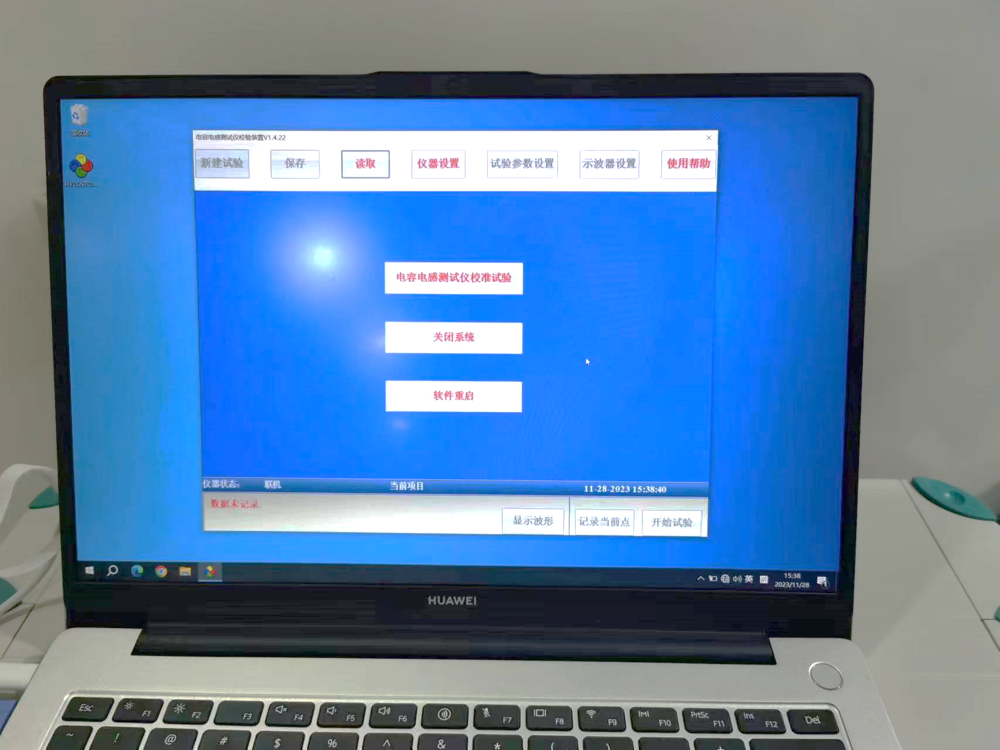 回收站
HYLCSTD...
电容电感测试仪校验装置V1.4.22
新建试验 保存 读取 仪器设置 试验参数设置 示波器设置 使用帮助
电容电感测试仪校准试验
关闭系统
软件重启
仪器状态: 联机 当前项目 11-28-2023 15:38:40
数据未记录
显示波形 记录当前点 开始试验
英 15:38
2023/11/28
1
HUAWEI
Esc F1 F2 F3 F4 F5 F6 F7 F8 F9 F10 PrtSc F11 Ins F12 Del
~ ! @ # $ % ^ & * ( ) +